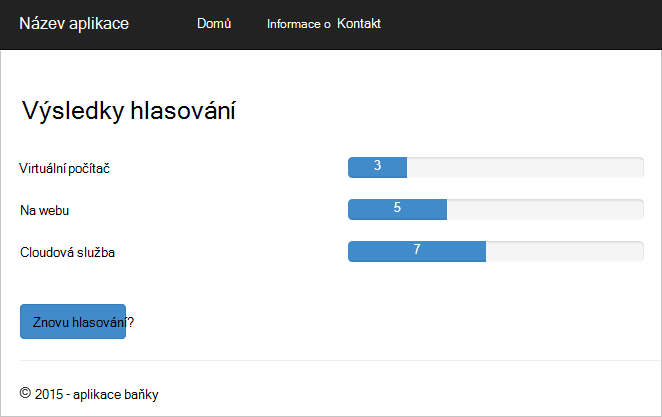 Název aplikace Domů Informace o Kontakt
Výsledky hlasování
Virtuální počítač 3
Na webu 5
Cloudová služba 7
Znovu hlasování?
© 2015 - aplikace baňky